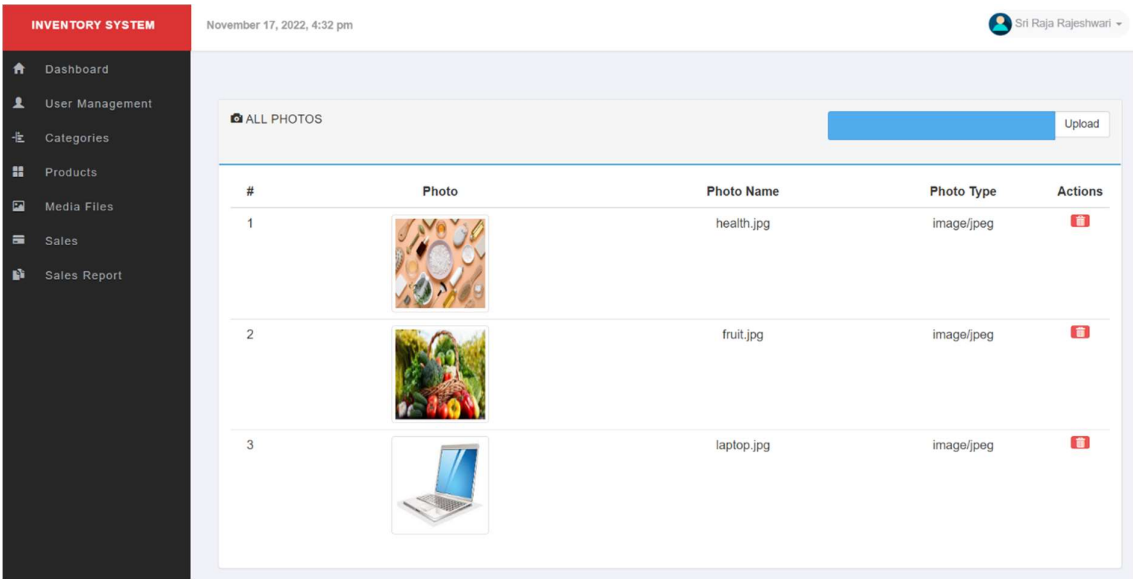 INVENTORY SYSTEM
November 17, 2022, 4:32 pm
Sri Raja Rajeshwari
Dashboard
User Management
Categories
Products
Media Files
Sales
Sales Report
ALL PHOTOS
Upload
# Photo Photo Name Photo Type Actions
1 health.jpg image/jpeg
2 fruit.jpg image/jpeg
3 laptop.jpg image/jpeg